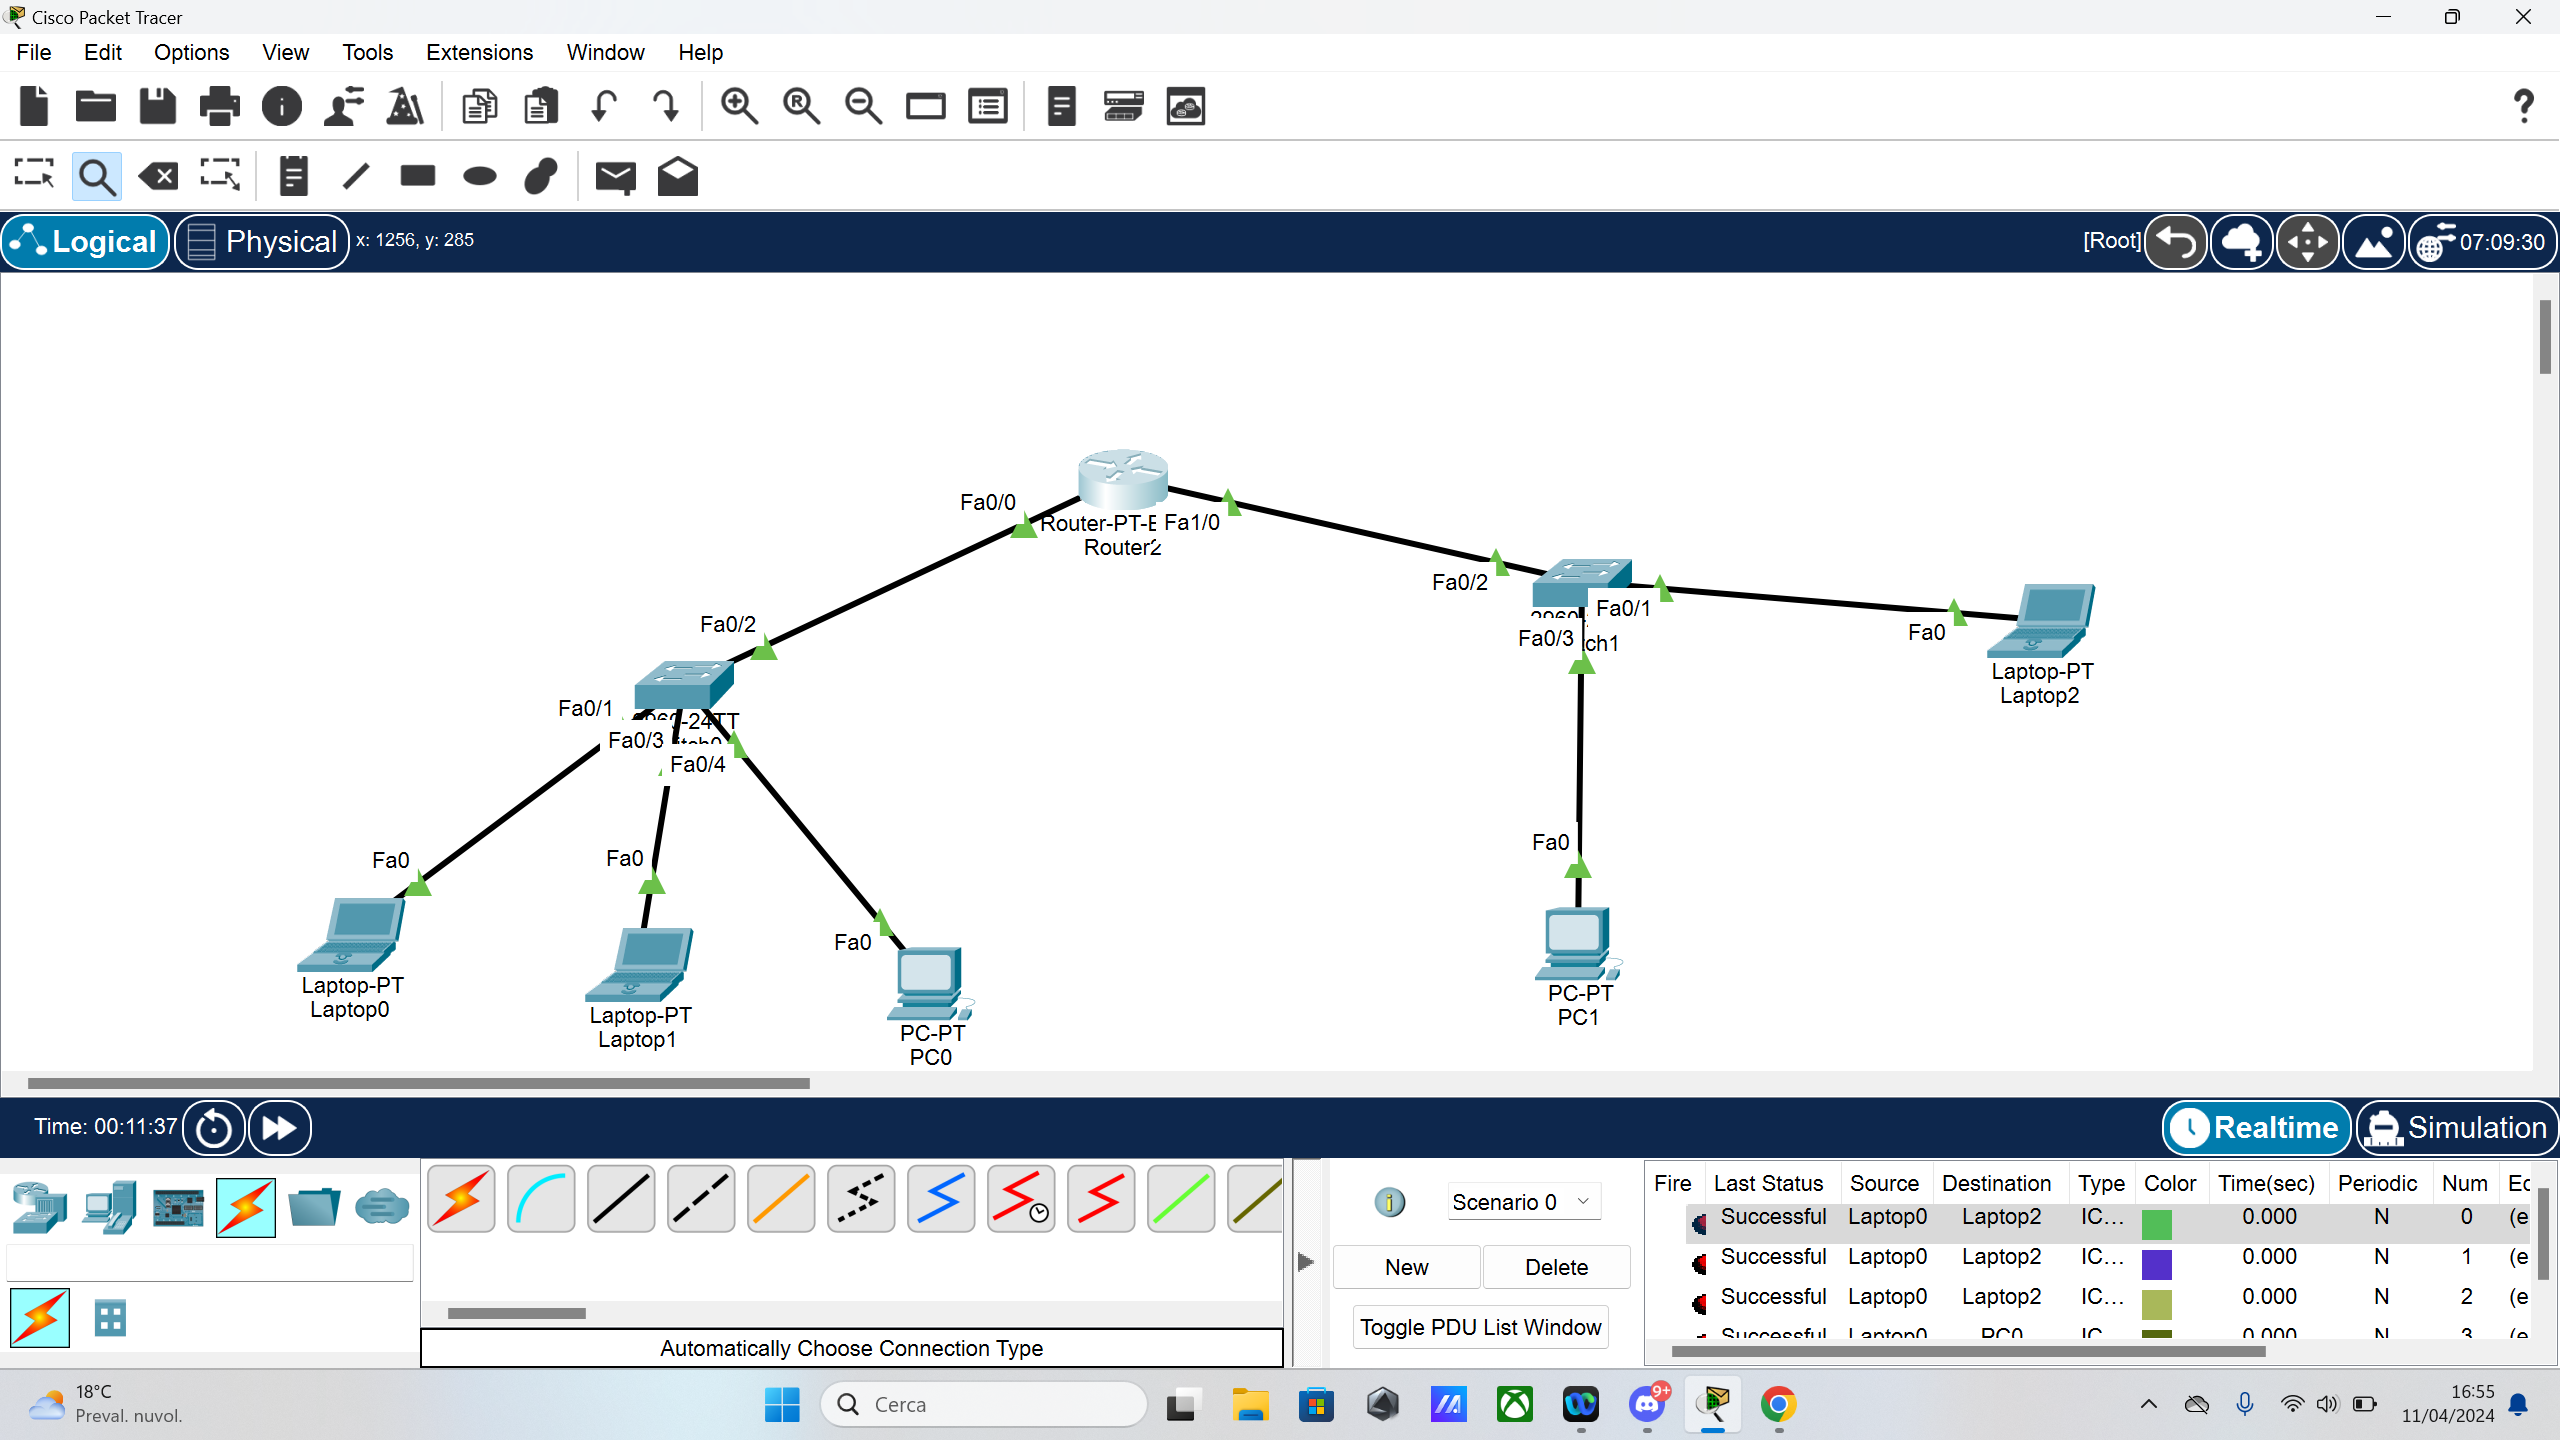 Cisco Packet Tracer
File Edit Options View Tools Extensions Window Help
Logical Physical x: 1256, y: 285 [Root] 07:09:30
Fa0/0
Router-PT-E Fa1/0
Router2
Fa0/2
Fa0/1
Fa0/3
tch1
Fa0
Laptop-PT
Laptop2
Fa0/2
Fa0/1
-24TT
Fa0/3
Fa0/4
Fa0
Fa0
Fa0
Fa0
Laptop-PT
Laptop0
Laptop-PT
Laptop1
PC-PT
PC0
PC-PT
PC1
Time: 00:11:37 Realtime Simulation
Fire Last Status Source Destination Type Color Time(sec) Periodic Num Ec
Successful Laptop0 Laptop2 IC... 0.000 N 0 (e
Successful Laptop0 Laptop2 IC... 0.000 N 1 (e
Successful Laptop0 Laptop2 IC... 0.000 N 2 (e
Successful Laptop0 PC0 IC 0.000 N 3 (e
Scenario 0
New Delete
Toggle PDU List Window
Automatically Choose Connection Type
18°C
Preval. nuvol.
Cerca
9+
16:55
11/04/2024